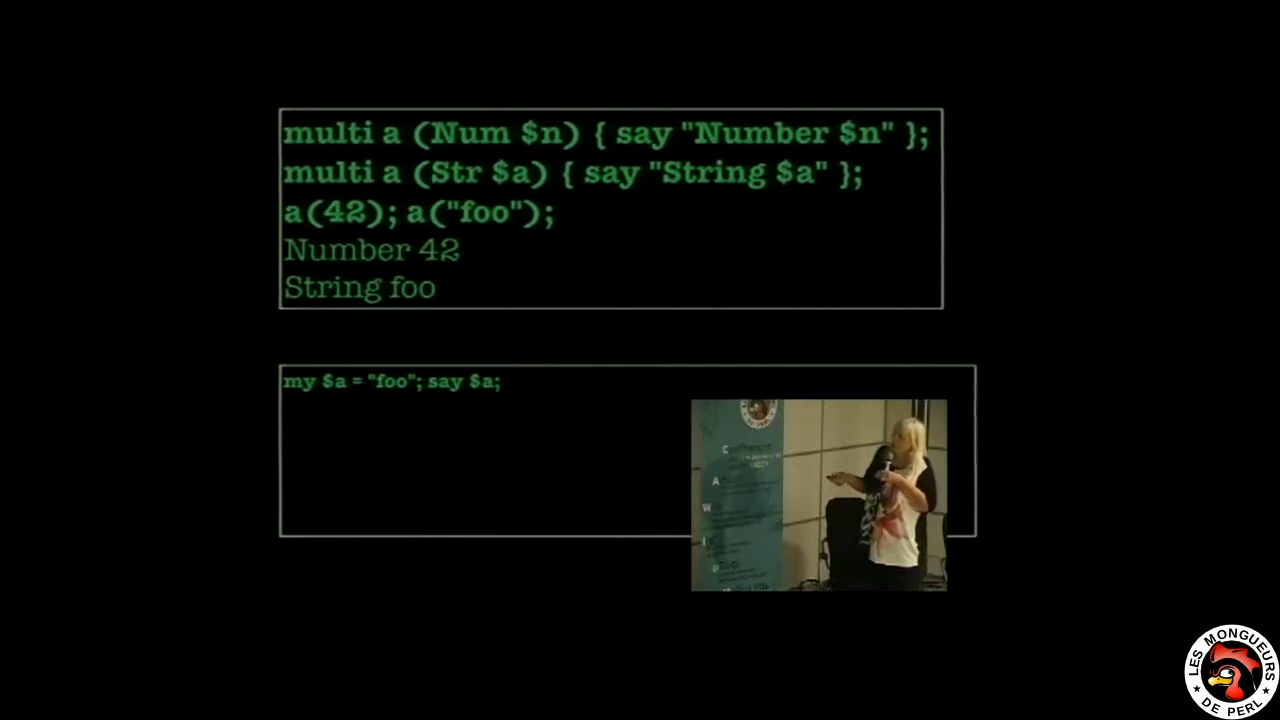 multi a (Num $n) { say "Number $n" };
multi a (Str $a) { say "String $a" };
a(42); a("foo");
Number 42
String foo
my $a = "foo"; say $a;
LES MONGUEURS
DE PERL